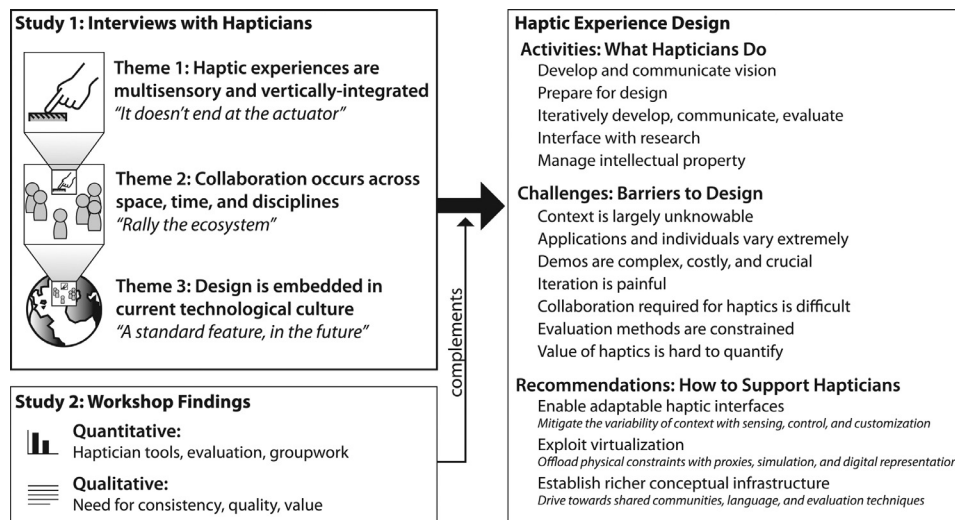 Study 1: Interviews with Hapticians
Theme 1: Haptic experiences are
multisensory and vertically-integrated
"It doesn't end at the actuator"
Theme 2: Collaboration occurs across
space, time, and disciplines
"Rally the ecosystem"
Theme 3: Design is embedded in
current technological culture
"A standard feature, in the future"
Study 2: Workshop Findings
Quantitative:
Haptician tools, evaluation, groupwork
Qualitative:
Need for consistency, quality, value
complements
Haptic Experience Design
Activities: What Hapticians Do
Develop and communicate vision
Prepare for design
Iteratively develop, communicate, evaluate
Interface with research
Manage intellectual property
Challenges: Barriers to Design
Context is largely unknowable
Applications and individuals vary extremely
Demos are complex, costly, and crucial
Iteration is painful
Collaboration required for haptics is difficult
Evaluation methods are constrained
Value of haptics is hard to quantify
Recommendations: How to Support Hapticians
Enable adaptable haptic interfaces
Mitigate the variability of context with sensing, control, and customization
Exploit virtualization
Offload physical constraints with proxies, simulation, and digital representation
Establish richer conceptual infrastructure
Drive towards shared communities, language, and evaluation techniques